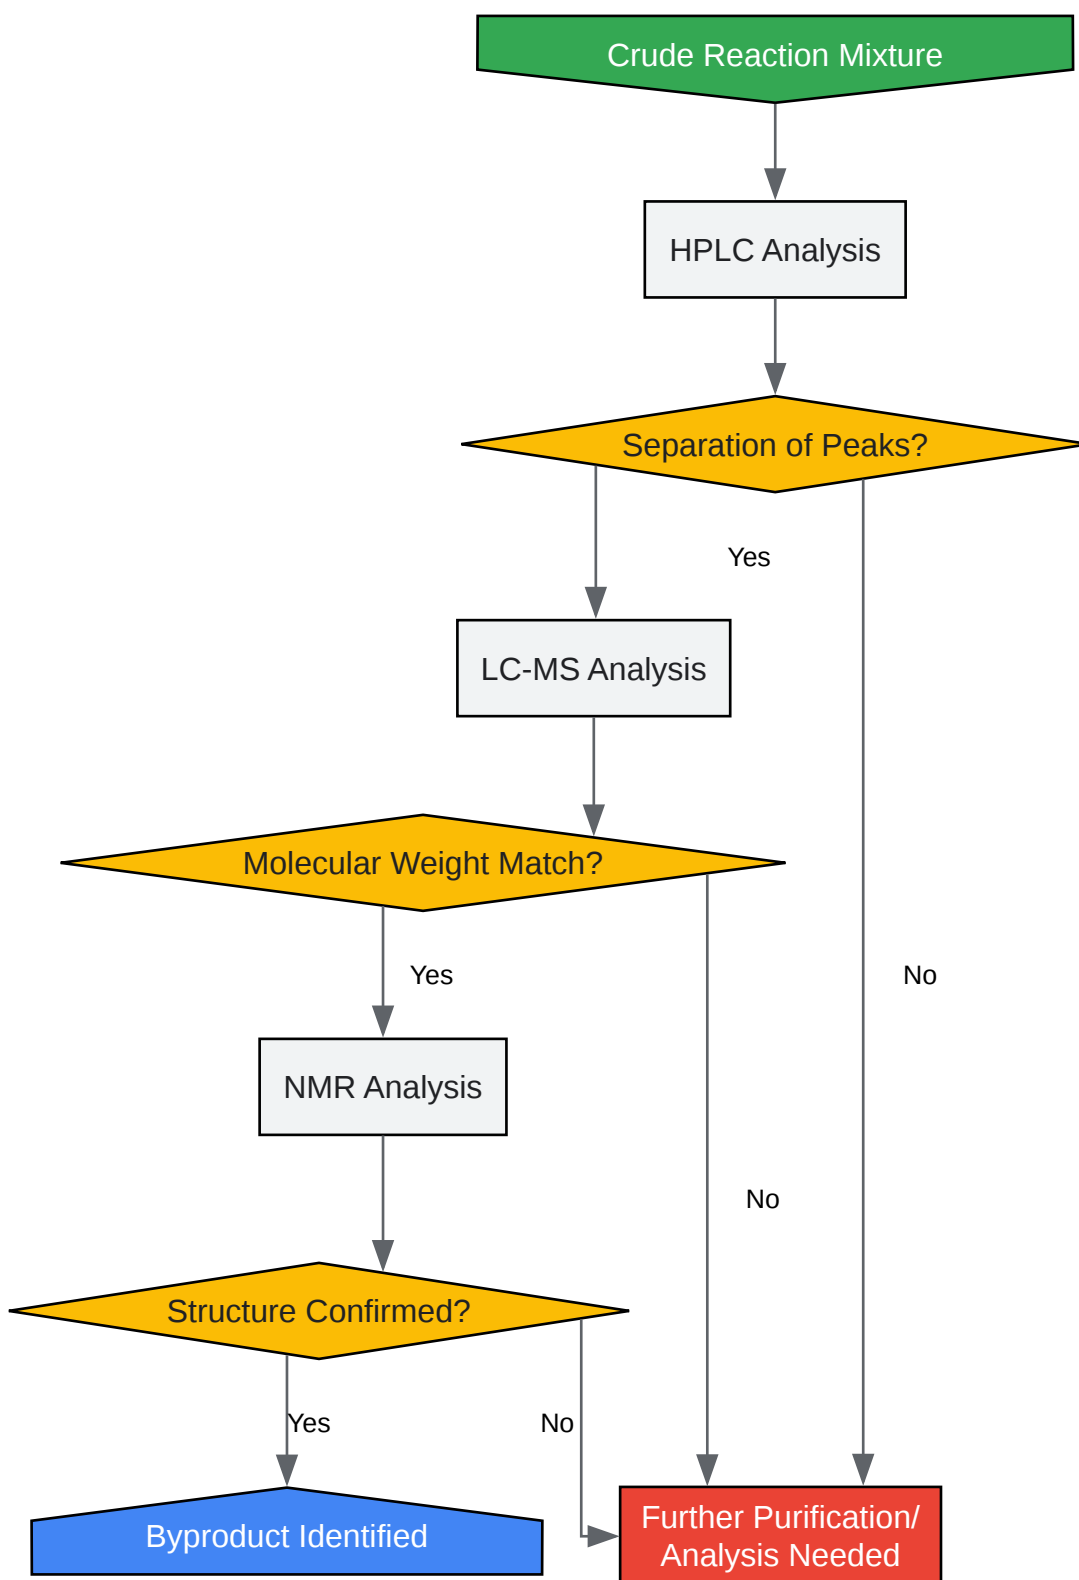 Crude Reaction Mixture
HPLC Analysis
Separation of Peaks?
Yes
LC-MS Analysis
Molecular Weight Match?
Yes
No
NMR Analysis
No
Structure Confirmed?
Yes
No
Byproduct Identified
Further Purification/
Analysis Needed